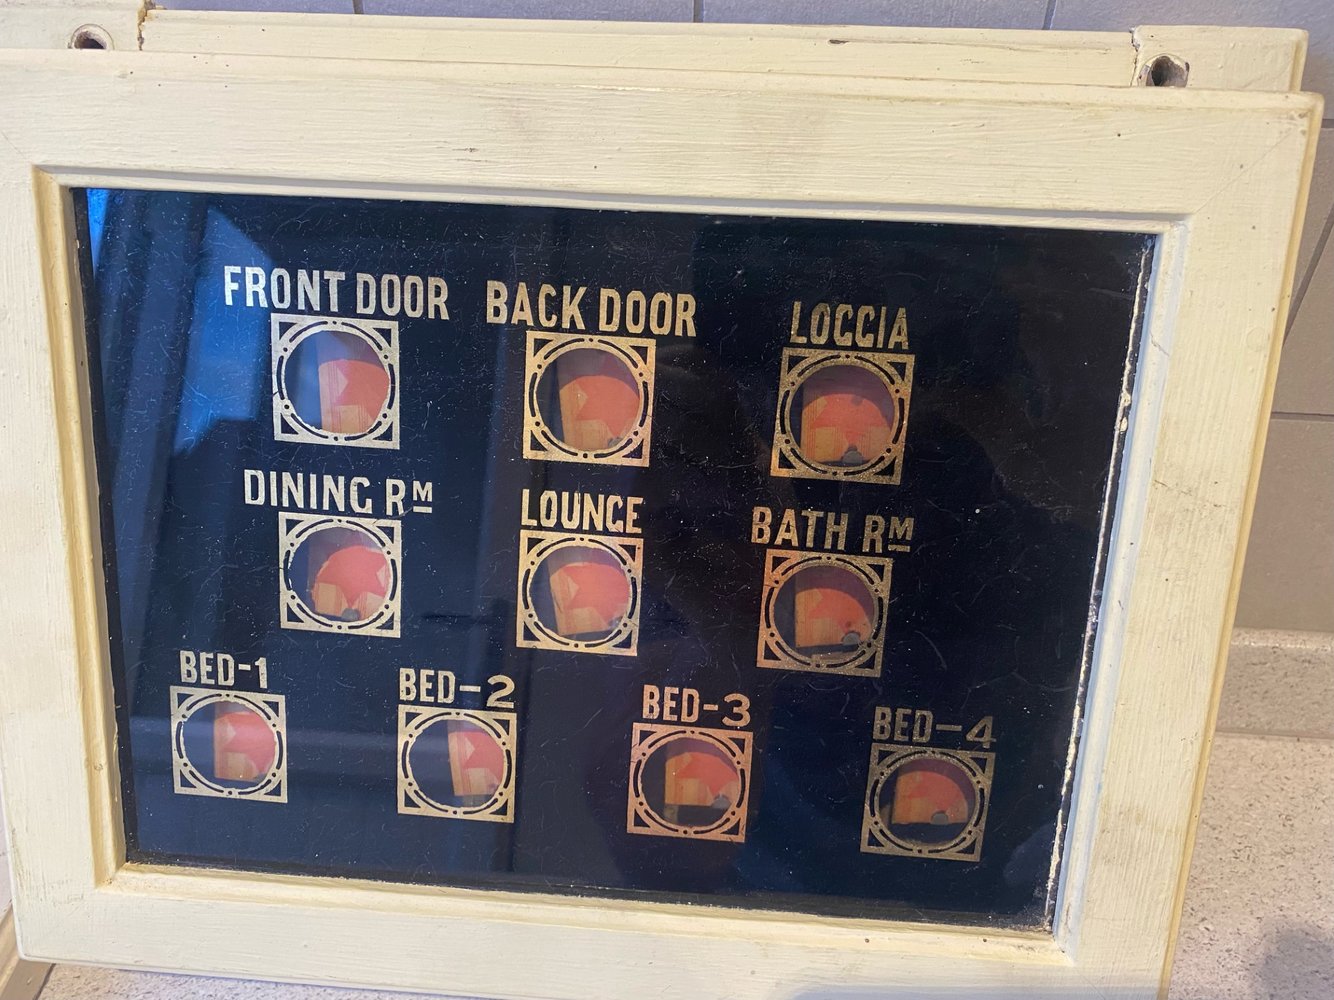 FRONT DOOR BACK DOOR LOGGIA
DINING RM LOUNGE BATH RM
BED-1 BED-2 BED-3 BED-4